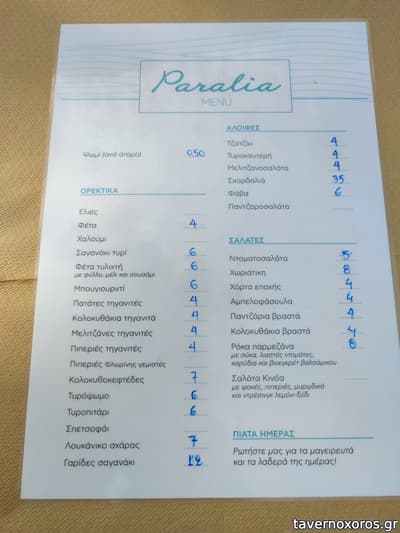 Paralia
MENU
Ψωμί (ανά άτομο) 0,50
ΟΡΕΚΤΙΚΑ
Ελιές
Φέτα 4
Χαλούμι
Σαγανάκι τυρί 6
Φέτα τυλιχτή 6
με φύλλο, μέλι και σουσάμι
Μπουγιουρντί 6
Πατάτες τηγανιτές 4
Κολοκυθάκια τηγανιτά 4
Μελιτζάνες τηγανιτές 4
Πιπεριές τηγανιτές 4
Πιπεριές Φλωρίνης γεμιστές
Κολοκυθοκεφτέδες 7
Τυρόψωμο 6
Τυροπιτάρι 6
Σπετσοφάι
Λουκάνικο σχάρας 7
Γαρίδες σαγανάκι 12
ΑΛΟΙΦΕΣ
Τζατζίκι 4
Τυροκαυτερή 4
Μελιτζανοσαλάτα 4
Σκορδαλιά 35
Φάβα 6
Παντζαροσαλάτα
ΣΑΛΑΤΕΣ
Ντοματοσαλάτα 5
Χωριάτικη 8
Χόρτα εποχής 4
Αμπελοφάσουλα 4
Παντζάρια βραστά 4
Κολοκυθάκια βραστά 4
Ρόκα παρμεζάνα 8
με σύκα, λιαστές ντομάτες,
καρύδια και βινεγκρέτ βαλσάμικου
Σαλάτα Κινόα
με φακές, πιπεριές, μυρωδικά
και ντρέσινγκ λεμόνι-ξύδι
ΠΙΑΤΑ ΗΜΕΡΑΣ
Ρωτήστε μας για τα μαγειρευτά
και τα λαδερά της ημέρας!
tavernoxoros.gr